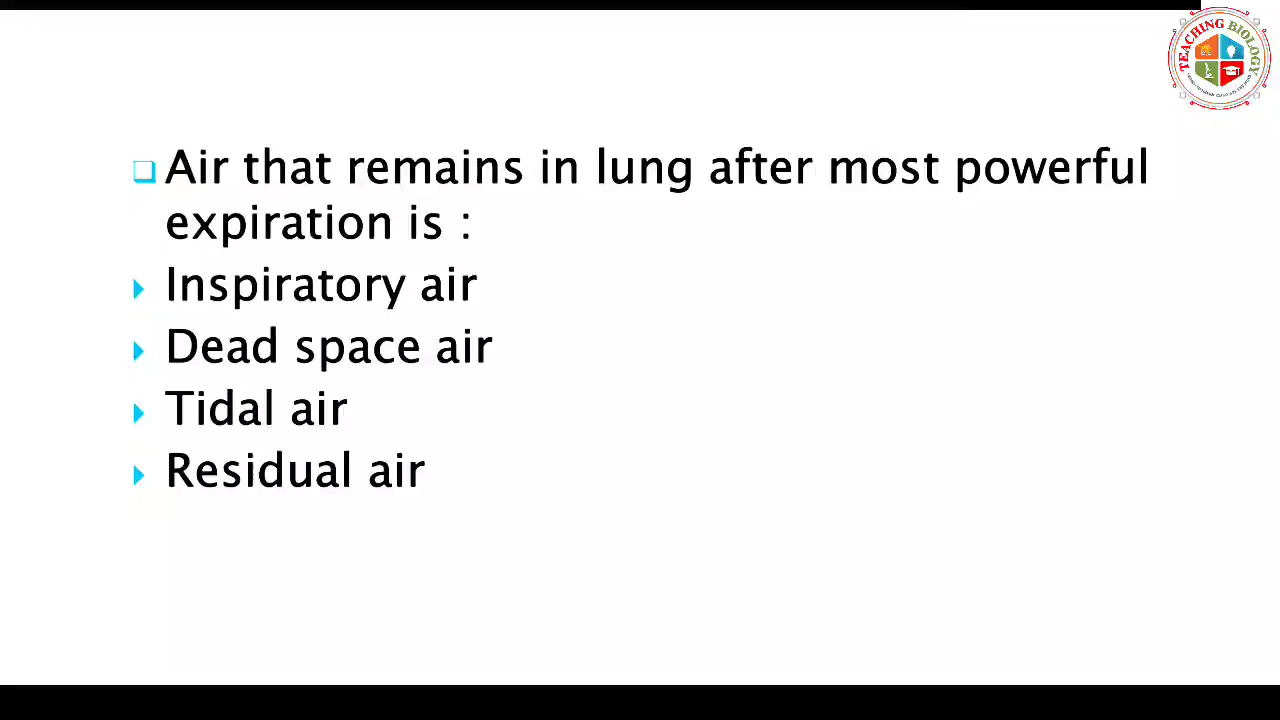 TEACHING BIOLOGY
Air that remains in lung after most powerful
expiration is :
Inspiratory air
Dead space air
Tidal air
Residual air